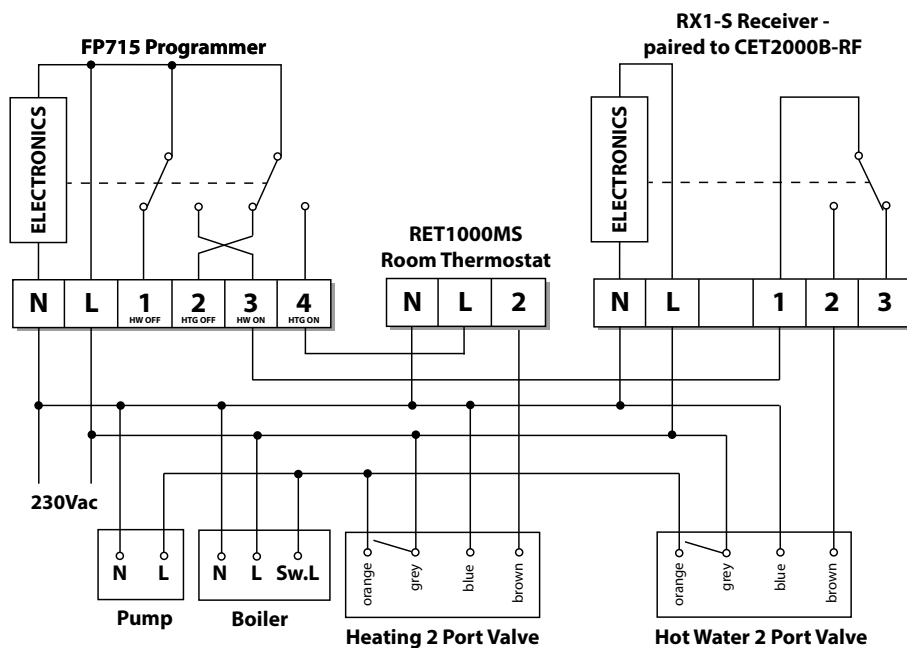 FP715 Programmer
RX1-S Receiver -
paired to CET2000B-RF
ELECTRONICS
ELECTRONICS
RET1000MS
Room Thermostat
N L 1 2 3 4
HW OFF HTG OFF HW ON HTG ON
N L 2
N L 1 2 3
230Vac
N L
Pump
N L Sw.L
Boiler
orange grey blue brown
Heating 2 Port Valve
orange grey blue brown
Hot Water 2 Port Valve